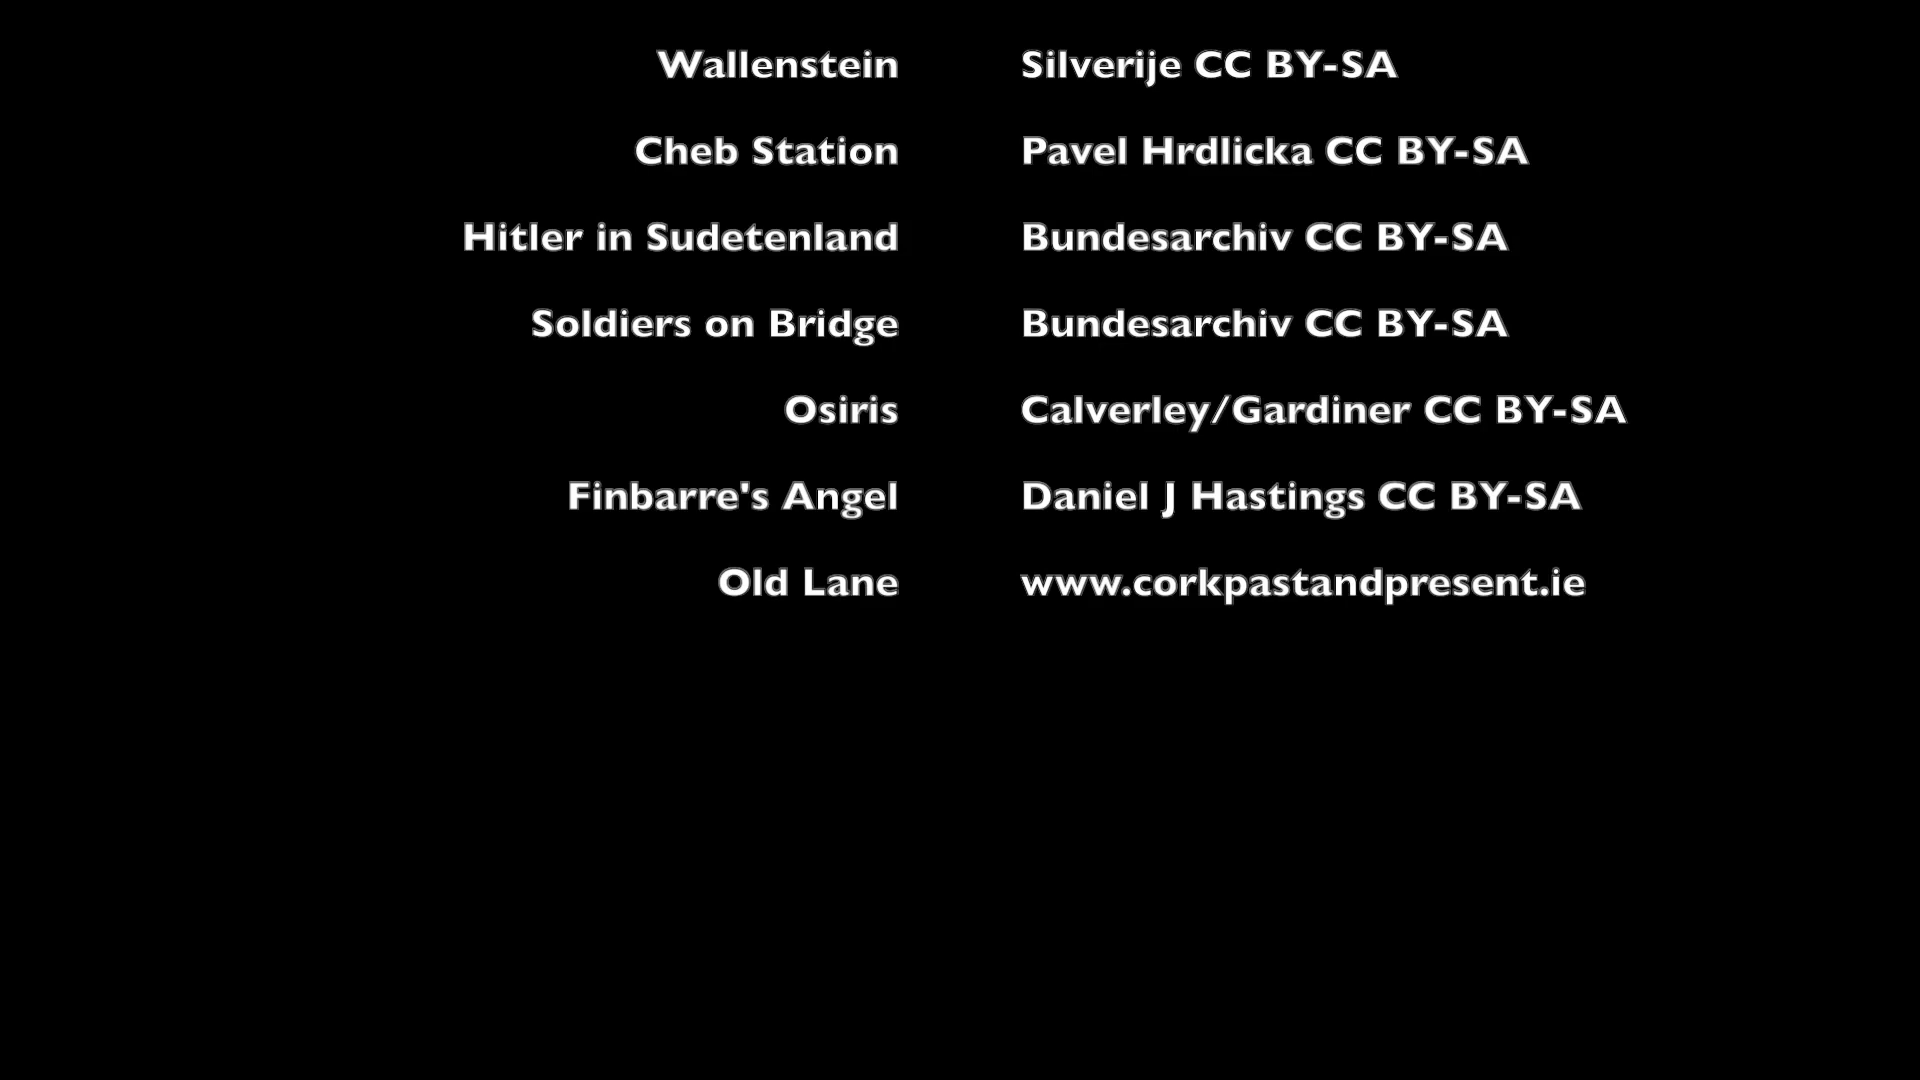 Wallenstein Silverije CC BY-SA
Cheb Station Pavel Hrdlicka CC BY-SA
Hitler in Sudetenland Bundesarchiv CC BY-SA
Soldiers on Bridge Bundesarchiv CC BY-SA
Osiris Calverley/Gardiner CC BY-SA
Finbarre's Angel Daniel J Hastings CC BY-SA
Old Lane www.corkpastandpresent.ie